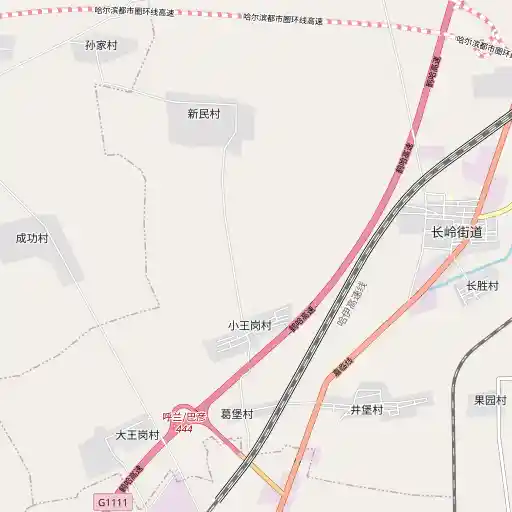 哈尔滨都市圈环线高速
哈尔滨都市圈环线高速
哈尔滨都市圈环线
孙家村
鹤哈高速
新民村
鹤哈高速
长岭街道
成功村
长胜村
哈伊高速线
鹤哈高速
小王岗村
嘉临线
果园村
井堡村
葛堡村
呼兰/巴彦
444
大王岗村
鹤哈高速
G1111